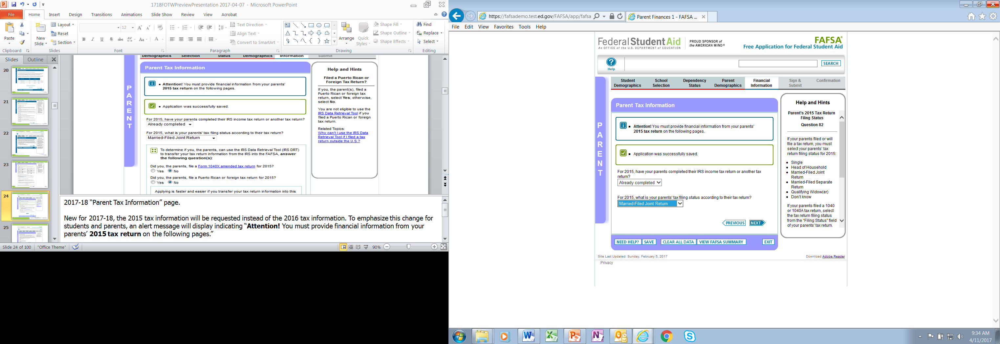 1718FOTWPreviewPresentation 2017-04-07 - Microsoft PowerPoint
File Home Insert Design Transitions Animations Slide Show Review View Acrobat
Paste
Clipboard
New
Slide
Layout
Reset
Section
Slides
12
B I U S abc AV Aa A
Font
Text Direction
Align Text
Convert to SmartArt
Paragraph
Arrange
Quick
Styles
Shape Fill
Shape Outline
Shape Effects
Drawing
Find
Replace
Select
Editing
Slides Outline
20
21
22
23
24
25
Demographics Selection Status Demographics Information Submit
PARENT
Parent Tax Information
Attention! You must provide financial information from your parents'
2015 tax return on the following pages.
Application was successfully saved.
For 2015, have your parents completed their IRS income tax return or another tax return?
Already completed
For 2015, what is your parents' tax filing status according to their tax return?
Married-Filed Joint Return
To determine if you, the parents, can use the IRS Data Retrieval Tool (IRS DRT)
to transfer your tax return information from the IRS into the FAFSA, answer
the following question(s):
Did you, the parents, file a Form 1040X amended tax return for 2015?
Yes No
Did you, the parents, file a Puerto Rican or foreign tax return for 2015?
Yes No
Applying is faster and easier if you transfer your tax return information into this
Help and Hints
Filed a Puerto Rican or
Foreign Tax Return?
If you, the parent(s), filed a
Puerto Rican or foreign tax
return, select Yes; otherwise,
select No.
You are not eligible to use the
IRS Data Retrieval Tool if you
filed a Puerto Rican or foreign
tax return.
Related Topics:
Why can't I use the IRS Data
Retrieval Tool if I filed a tax
return outside the U.S.?
2017-18 “Parent Tax Information” page.
New for 2017-18, the 2015 tax information will be requested instead of the 2016 tax information. To emphasize this change for
students and parents, an alert message will display indicating “Attention! You must provide financial information from your
parents’ 2015 tax return on the following pages.”
Slide 24 of 100 "Office Theme" 90%
https://fafsademo.test.ed.gov/FAFSA/app/fafsa
Parent Finances 1 - FAFSA ...
File Edit View Favorites Tools Help
Federal Student Aid
An OFFICE of the U.S. DEPARTMENT of EDUCATION
PROUD SPONSOR of
the AMERICAN MIND®
FAFSA®
Free Application for Federal Student Aid
Help
SEARCH
Student
Demographics
School
Selection
Dependency
Status
Parent
Demographics
Financial
Information
Sign &
Submit
Confirmation
PARENT
Parent Tax Information
Attention! You must provide financial information from your parents'
2015 tax return on the following pages.
Application was successfully saved.
For 2015, have your parents completed their IRS income tax return or another tax
return?
Already completed
For 2015, what is your parents' tax filing status according to their tax return?
Married-Filed Joint Return
PREVIOUS NEXT
NEED HELP? SAVE CLEAR ALL DATA VIEW FAFSA SUMMARY EXIT
Help and Hints
Parent's 2015 Tax Return
Filing Status
Question 82
If your parents filed or will
file a tax return, you must
select your parents' tax
return filing status for 2015:
Single
Head of Household
Married-Filed Joint
Return
Married-Filed Separate
Return
Qualifying Widow(er)
Don't know
If your parents filed a 1040
or 1040A tax return, select
the tax return filing status
from the "Filing Status" field
of your parents' tax return.
Site Last Updated: Sunday, February 5, 2017
Download Adobe Reader
Privacy
9:34 AM
4/11/2017